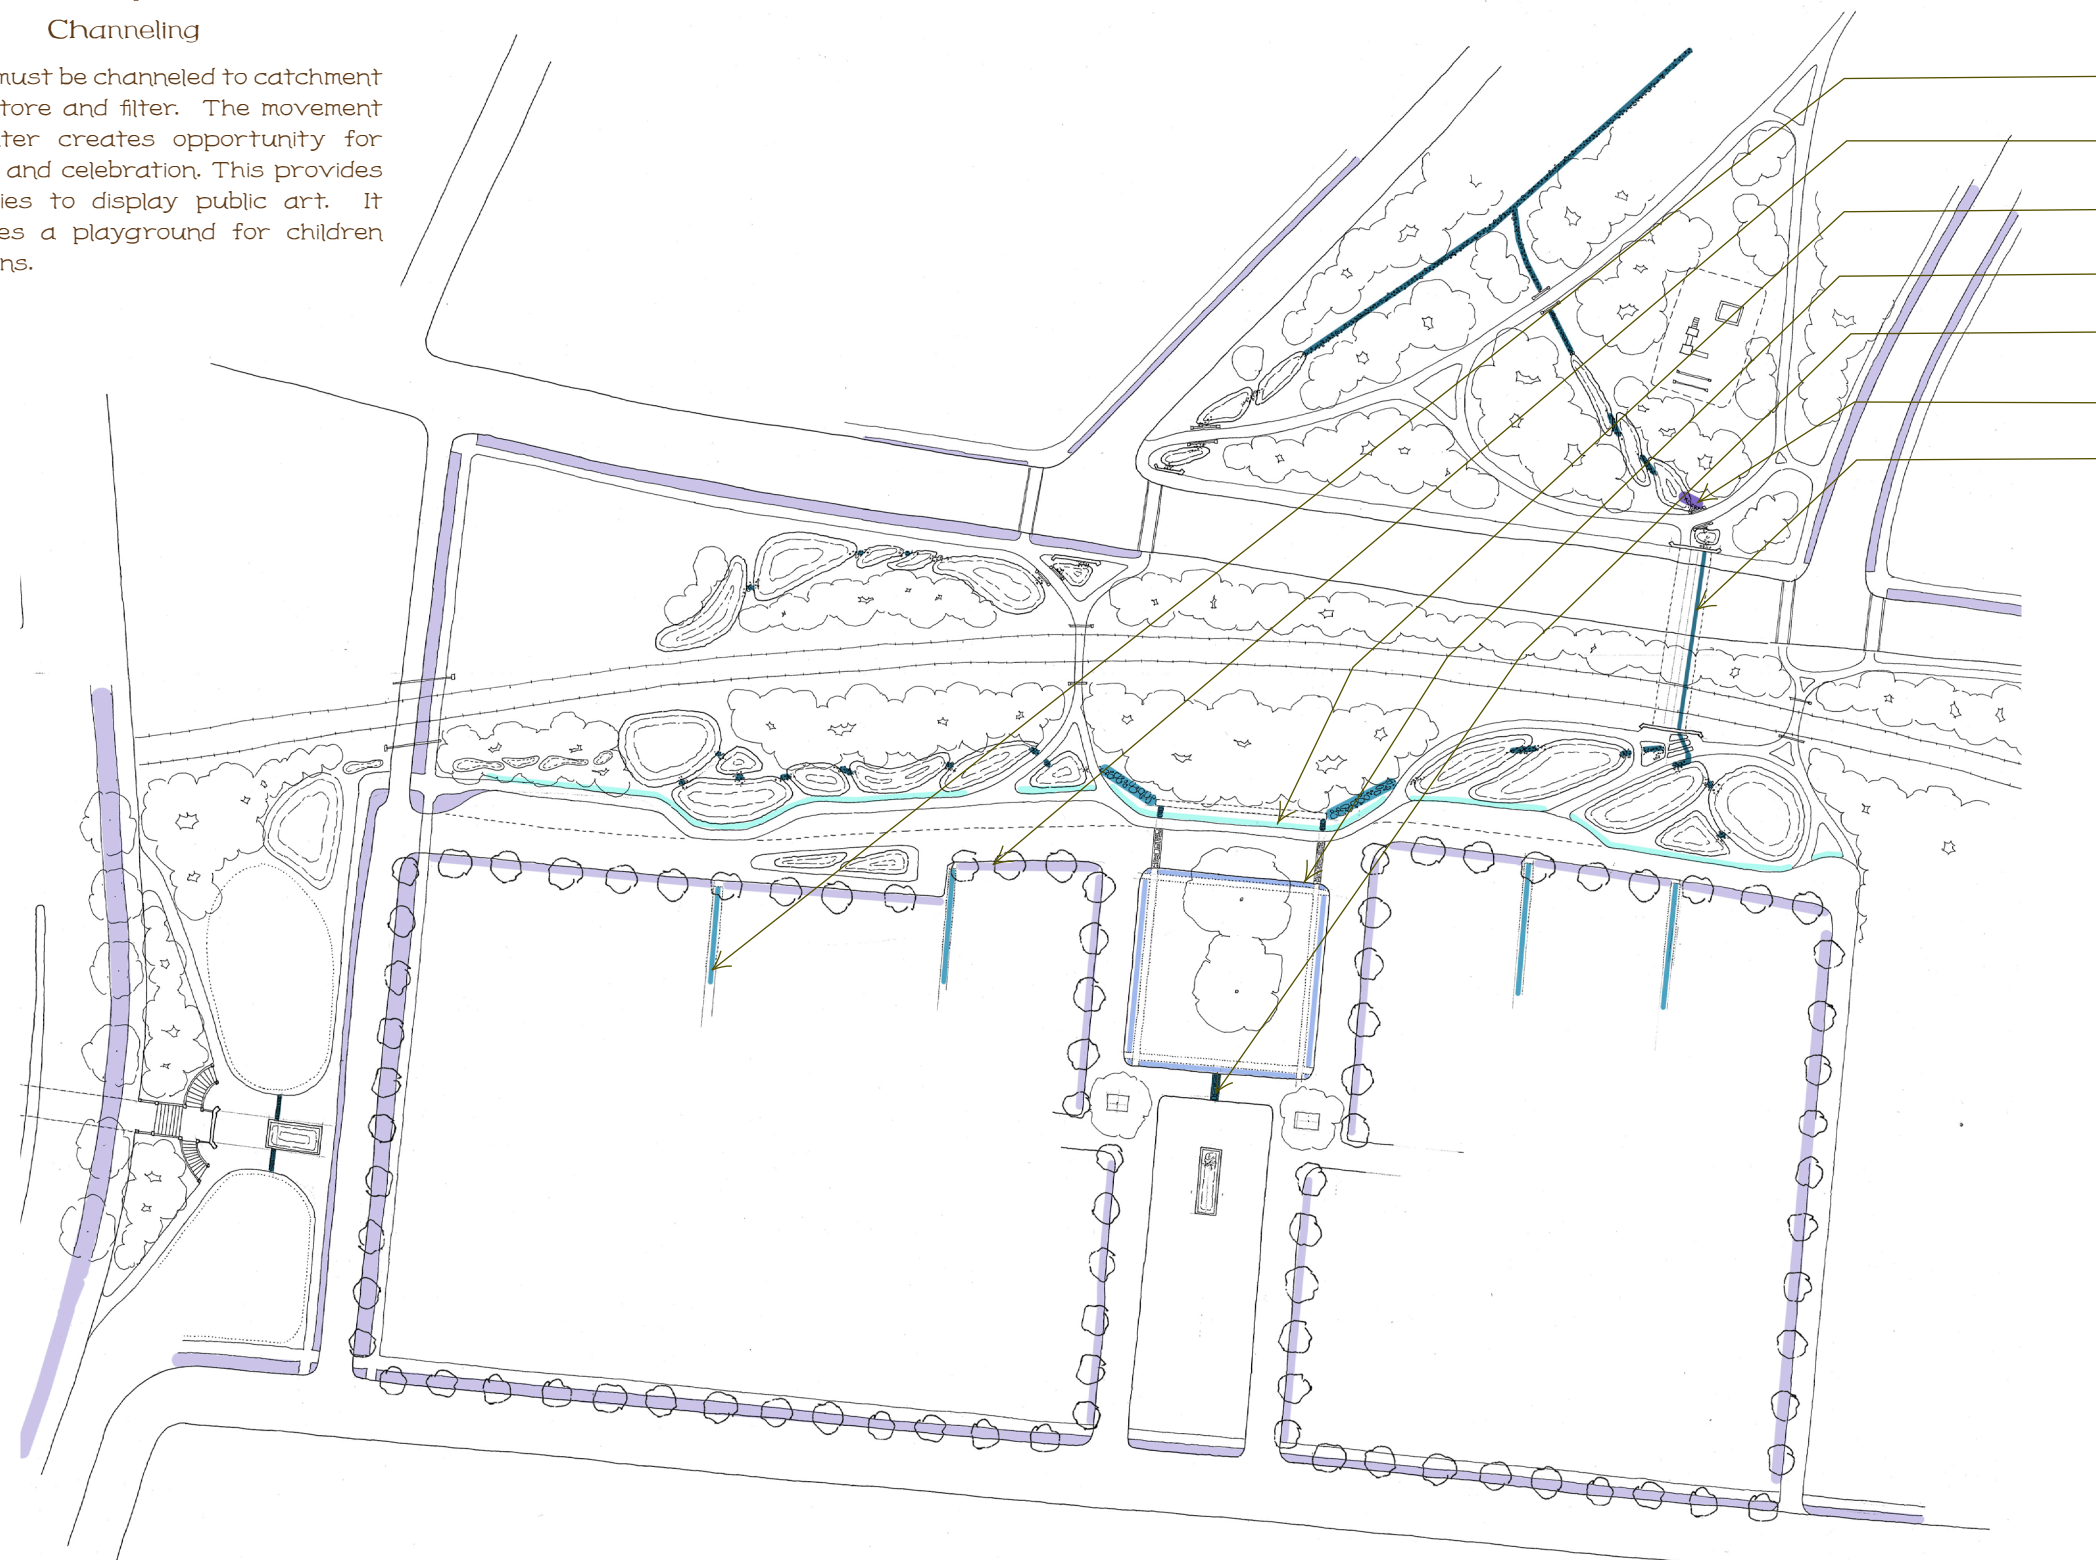 Channeling
must be channeled to catchment
tore and filter. The movement
ter creates opportunity for
and celebration. This provides
ies to display public art. It
es a playground for children
ns.